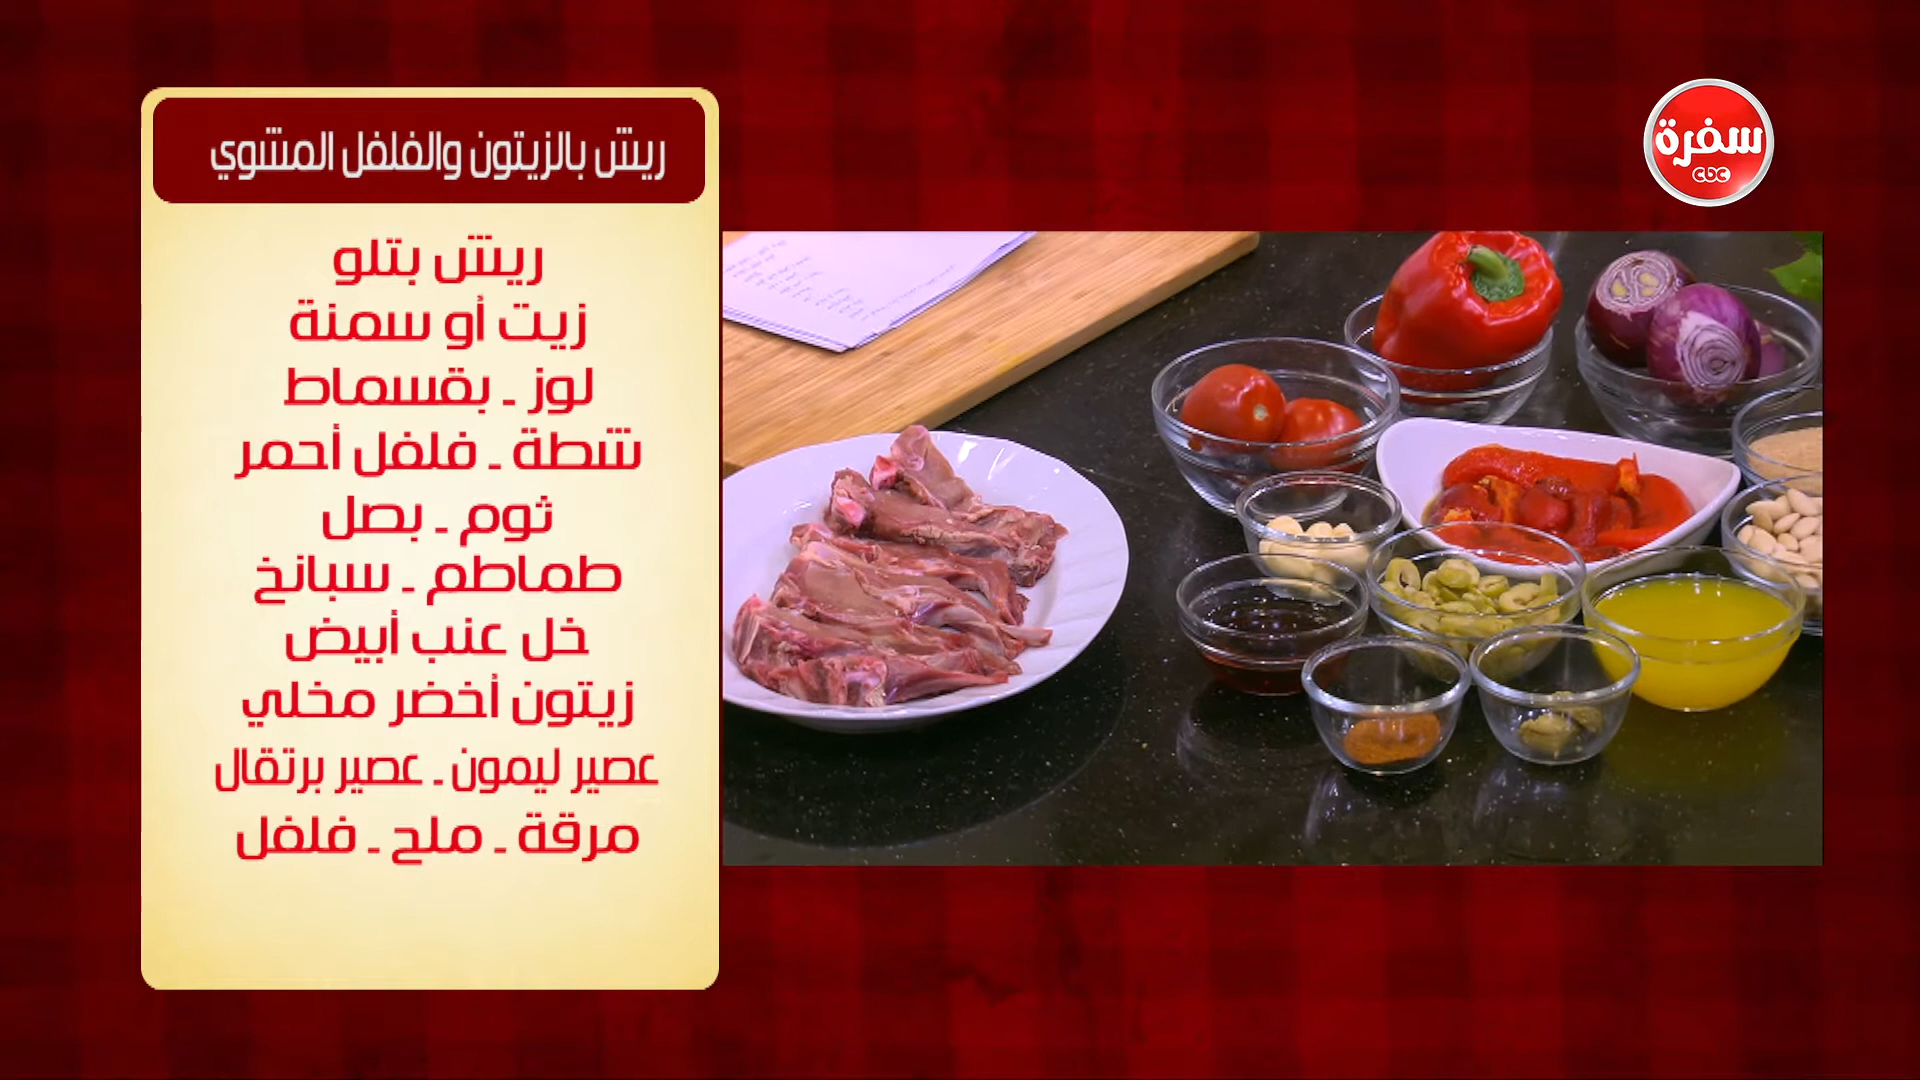 ريش بالزيتون والفلفل المشوي
ريش بتلو
زيت أو سمنة
لوز ـ بقسماط
شطة ـ فلفل أحمر
ثوم ـ بصل
طماطم ـ سبانخ
خل عنب أبيض
زيتون أخضر مخلي
عصير ليمون ـ عصير برتقال
مرقة ـ ملح ـ فلفل
سفرة
cbc